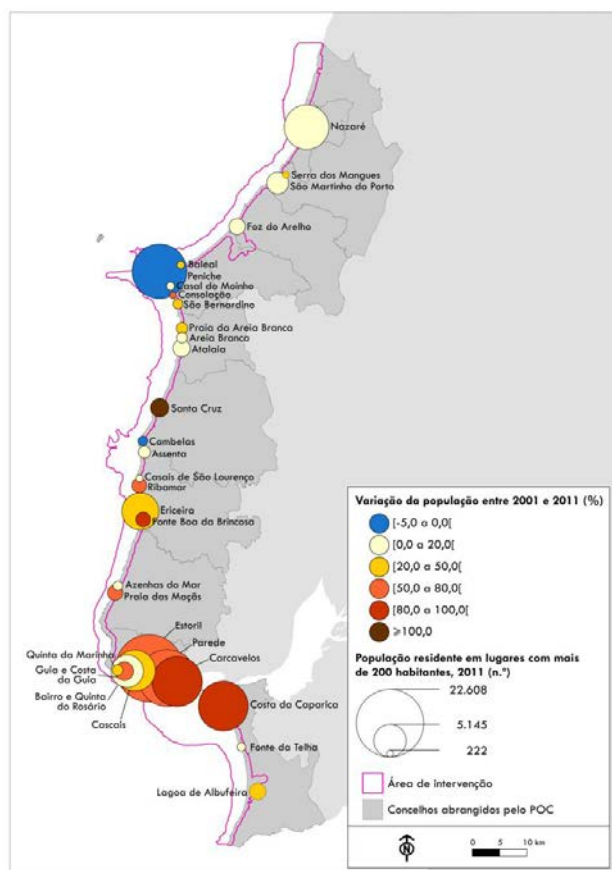 Nazaré
Serra dos Mangues
São Martinho do Porto
Foz do Arelho
Baleal
Peniche
Casal do Moinho
Consolação
São Bernardino
Praia da Areia Branca
Areia Branca
Atalaia
Santa Cruz
Cambelas
Assenta
Casais de São Lourenço
Ribamar
Ericeira
Fonte Boa da Brincosa
Azenhas do Mar
Praia das Maçãs
Estoril
Quinta da Marinha
Parede
Guia e Costa
da Guia
Carcavelos
Bairro e Quinta
do Rosário
Cascais
Costa da Caparica
Fonte da Telha
Lagoa de Albufeira
Variação da população entre 2001 e 2011 (%)
[-5,0 a 0,0[
[0,0 a 20,0[
[20,0 a 50,0[
[50,0 a 80,0[
[80,0 a 100,0[
≥100,0
População residente em lugares com mais
de 200 habitantes, 2011 (n.º)
22.608
5.145
222
Área de intervenção
Concelhos abrangidos pelo POC
N
0 5 10 km